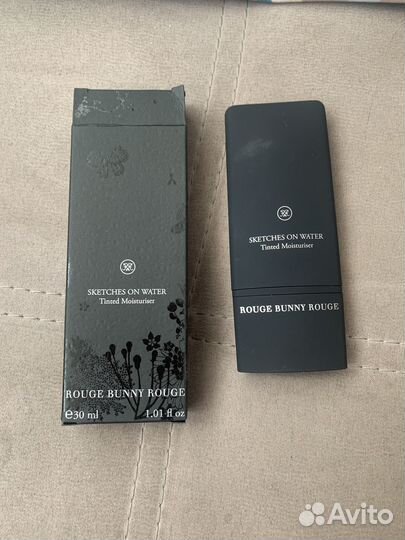 SKETCHES ON WATER
Tinted Moisturiser
ROUGE BUNNY ROUGE
℮30 ml 1.01 fl oz
SKETCHES ON WATER
Tinted Moisturiser
ROUGE BUNNY ROUGE
Avito